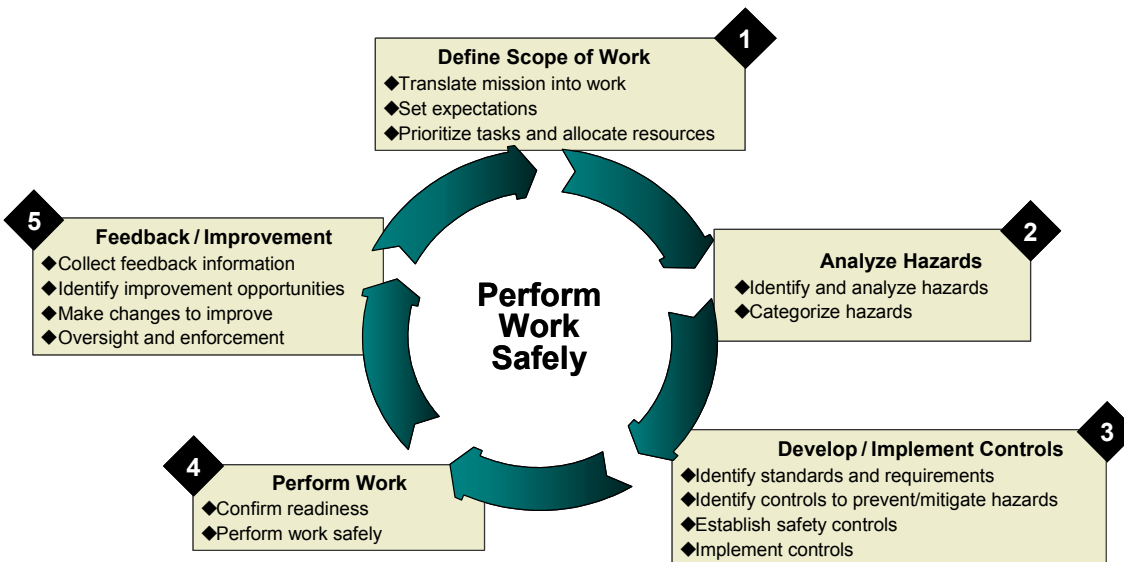 1
Define Scope of Work
◆Translate mission into work
◆Set expectations
◆Prioritize tasks and allocate resources
2
Analyze Hazards
◆Identify and analyze hazards
◆Categorize hazards
3
Develop / Implement Controls
◆Identify standards and requirements
◆Identify controls to prevent/mitigate hazards
◆Establish safety controls
◆Implement controls
4
Perform Work
◆Confirm readiness
◆Perform work safely
5
Feedback / Improvement
◆Collect feedback information
◆Identify improvement opportunities
◆Make changes to improve
◆Oversight and enforcement
Perform
Work
Safely